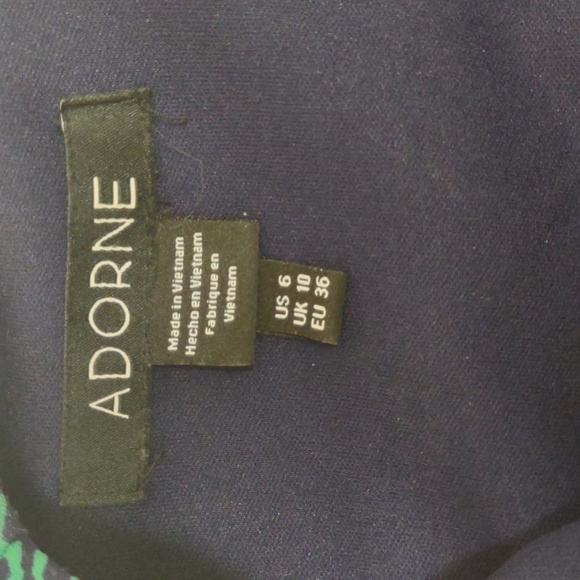 ADORNE
Made in Vietnam
Hecho en Vietnam
Fabrique en
Vietnam
US 6
UK 10
EU 36